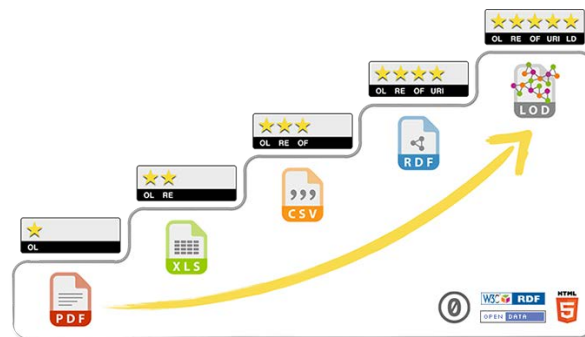 OL RE OF URI LD
OL RE OF URI
LOD
OL RE OF
RDF
OL RE
,,, CSV
OL
XLS
PDF
0
W3C RDF
OPEN DATA
HTML
5